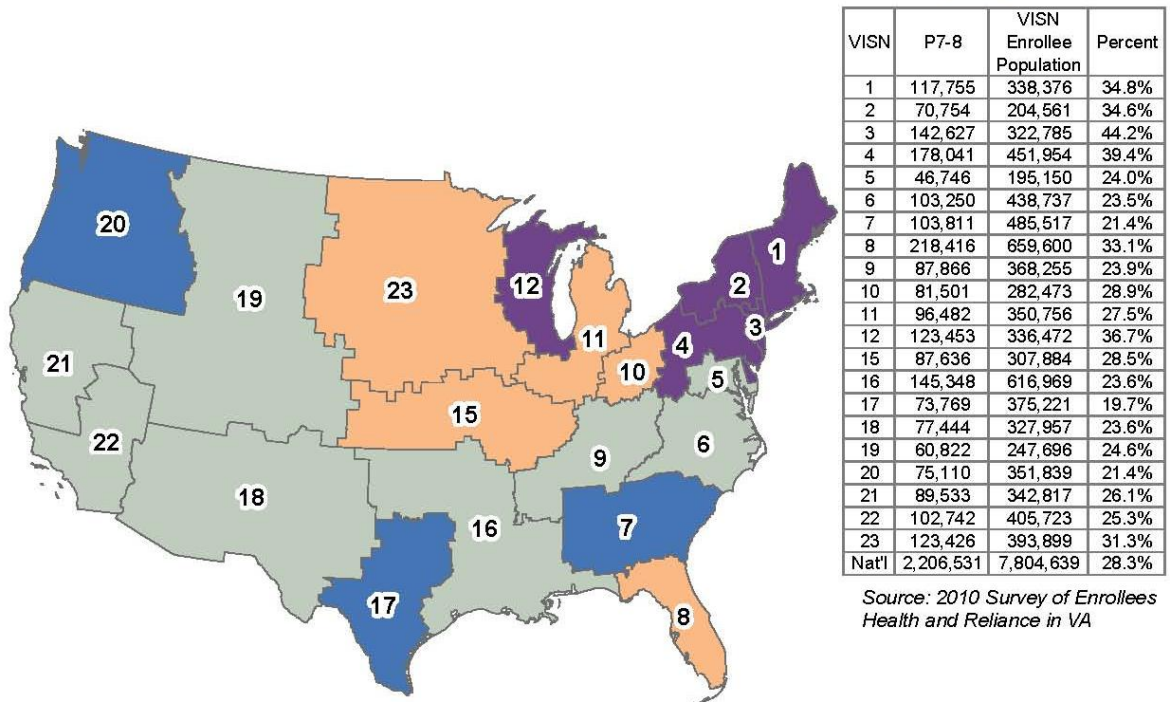 VISN P7-8 VISN Enrollee Population Percent
1 117,755 338,376 34.8%
2 70,754 204,561 34.6%
3 142,627 322,785 44.2%
4 178,041 451,954 39.4%
5 46,746 195,150 24.0%
6 103,250 438,737 23.5%
7 103,811 485,517 21.4%
8 218,416 659,600 33.1%
9 87,866 368,255 23.9%
10 81,501 282,473 28.9%
11 96,482 350,756 27.5%
12 123,453 336,472 36.7%
15 87,636 307,884 28.5%
16 145,348 616,969 23.6%
17 73,769 375,221 19.7%
18 77,444 327,957 23.6%
19 60,822 247,696 24.6%
20 75,110 351,839 21.4%
21 89,533 342,817 26.1%
22 102,742 405,723 25.3%
23 123,426 393,899 31.3%
Nat'l 2,206,531 7,804,639 28.3%
Source: 2010 Survey of Enrollees
Health and Reliance in VA
20
19
23
12
1
2
3
11
4
10
5
21
15
22
9
6
18
16
7
17
8